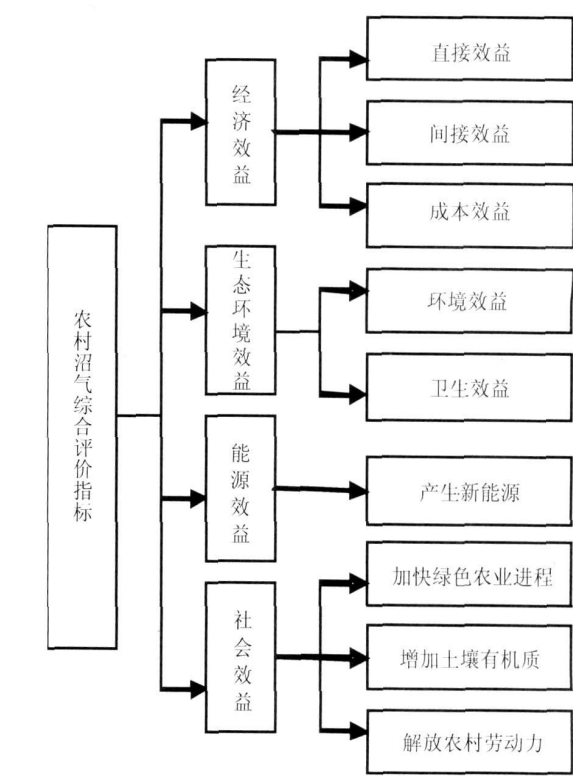 农村沼气综合评价指标
经济效益
直接效益
间接效益
成本效益
生态环境效益
环境效益
卫生效益
能源效益
产生新能源
社会效益
加快绿色农业进程
增加土壤有机质
解放农村劳动力